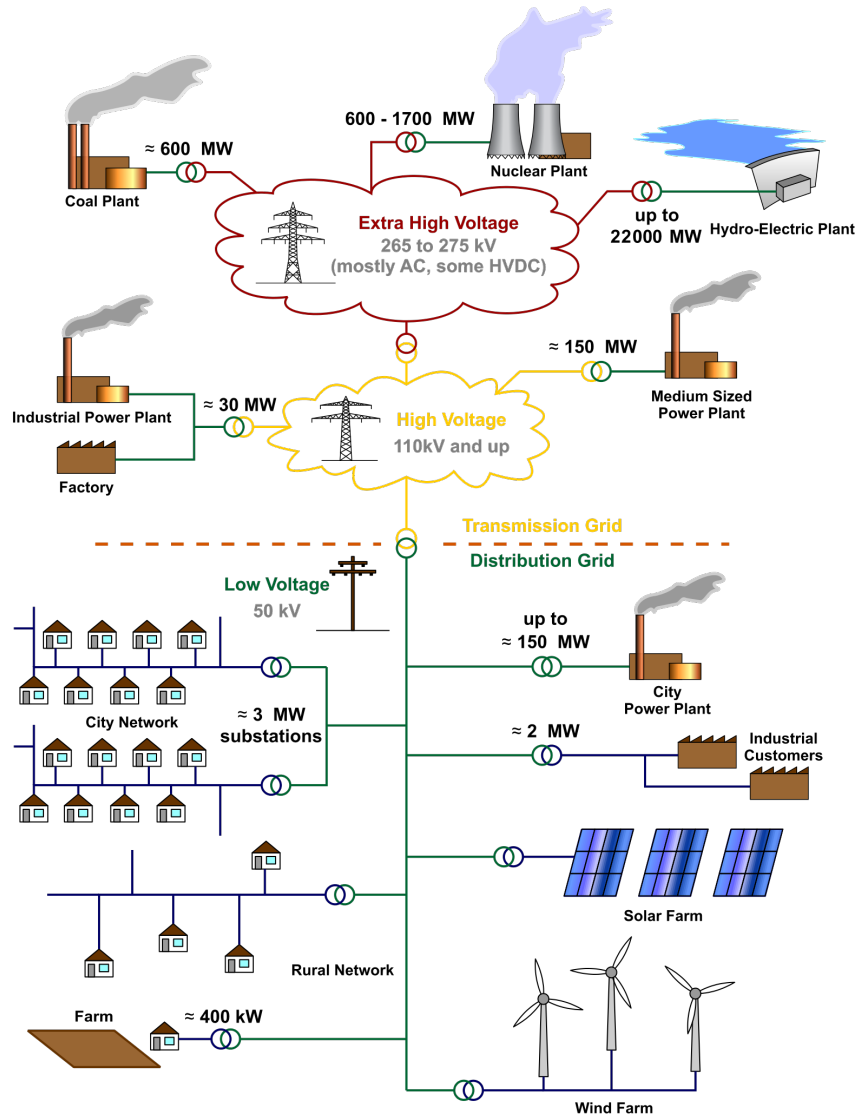 ≈ 600 MW
Coal Plant
600 - 1700 MW
Nuclear Plant
up to
22000 MW
Hydro-Electric Plant
Extra High Voltage
265 to 275 kV
(mostly AC, some HVDC)
≈ 150 MW
Medium Sized
Power Plant
Industrial Power Plant
≈ 30 MW
Factory
High Voltage
110kV and up
Transmission Grid
Distribution Grid
Low Voltage
50 kV
up to
≈ 150 MW
City
Power Plant
City Network
≈ 3 MW
substations
≈ 2 MW
Industrial
Customers
Solar Farm
Rural Network
Farm
≈ 400 kW
Wind Farm